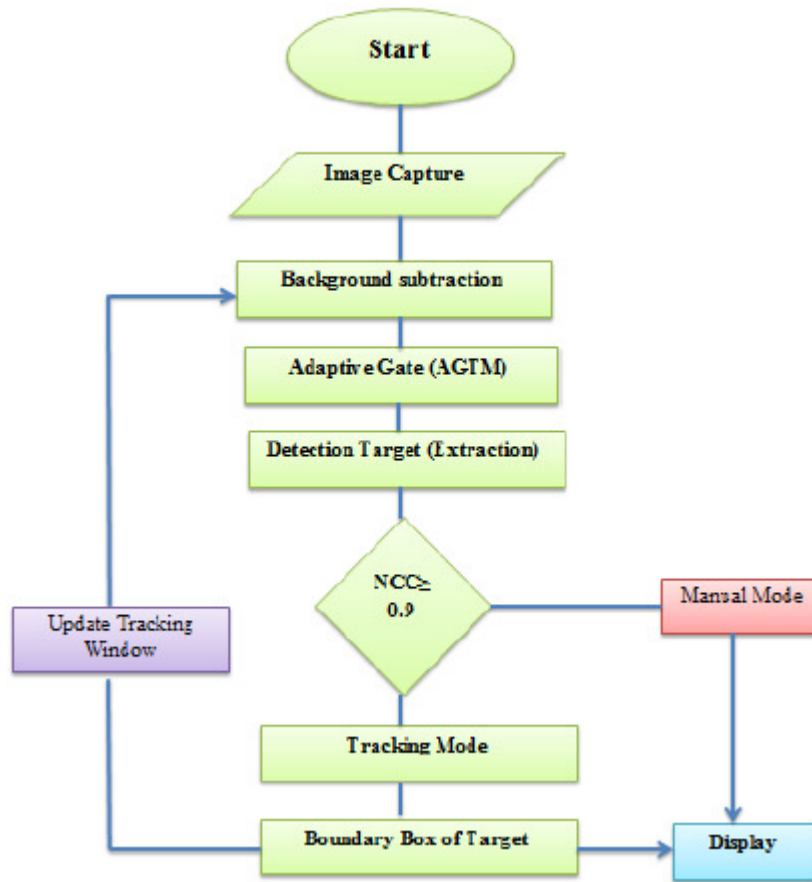 Start
Image Capture
Background subtraction
Adaptive Gate (AGTM)
Detection Target (Extraction)
NCC≥
0.9
Manual Mode
Update Tracking
Window
Tracking Mode
Boundary Box of Target
Display